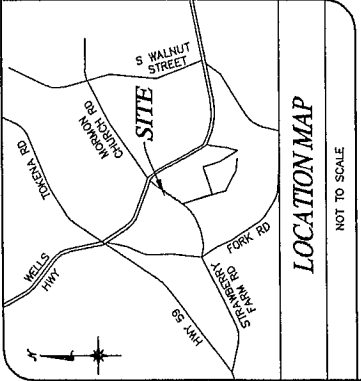 S WALNUT
STREET
MORMON
CHURCH RD
SITE
TOKENA RD
WELLS
HWY
HWY 59
FORK RD
STRAWBERRY
FARM RD
N
LOCATION MAP
NOT TO SCALE